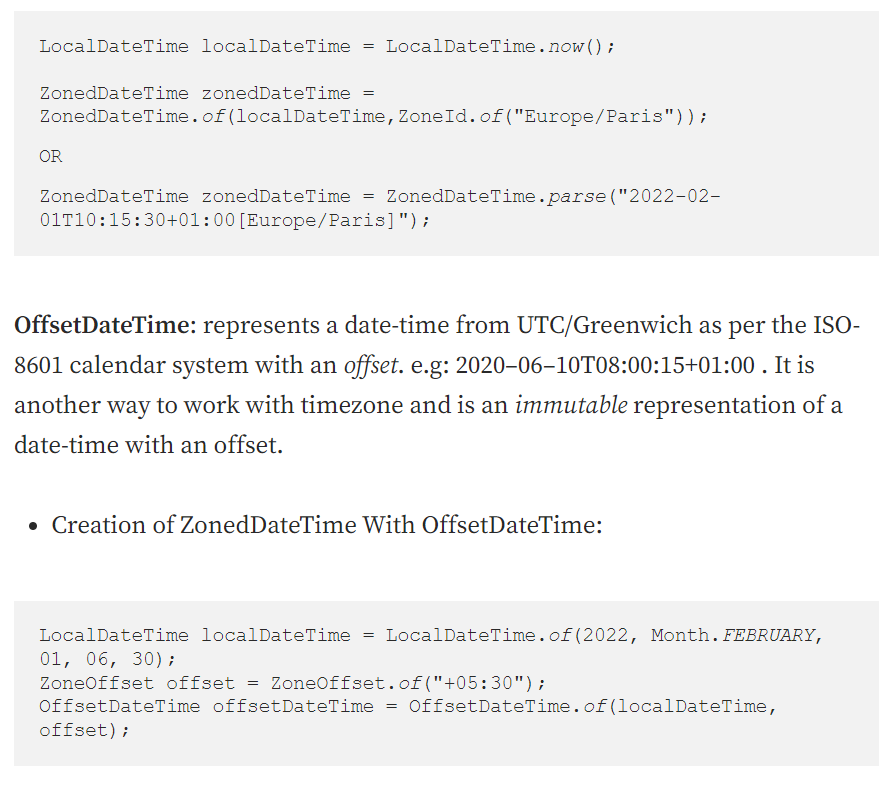 LocalDateTime localDateTime = LocalDateTime.now();
ZonedDateTime zonedDateTime =
ZonedDateTime.of(localDateTime,ZoneId.of("Europe/Paris"));
OR
ZonedDateTime zonedDateTime = ZonedDateTime.parse("2022-02-
01T10:15:30+01:00[Europe/Paris]");
OffsetDateTime: represents a date-time from UTC/Greenwich as per the ISO-
8601 calendar system with an offset. e.g: 2020–06–10T08:00:15+01:00 . It is
another way to work with timezone and is an immutable representation of a
date-time with an offset.
• Creation of ZonedDateTime With OffsetDateTime:
LocalDateTime localDateTime = LocalDateTime.of(2022, Month.FEBRUARY,
01, 06, 30);
ZoneOffset offset = ZoneOffset.of("+05:30");
OffsetDateTime offsetDateTime = OffsetDateTime.of(localDateTime,
offset);